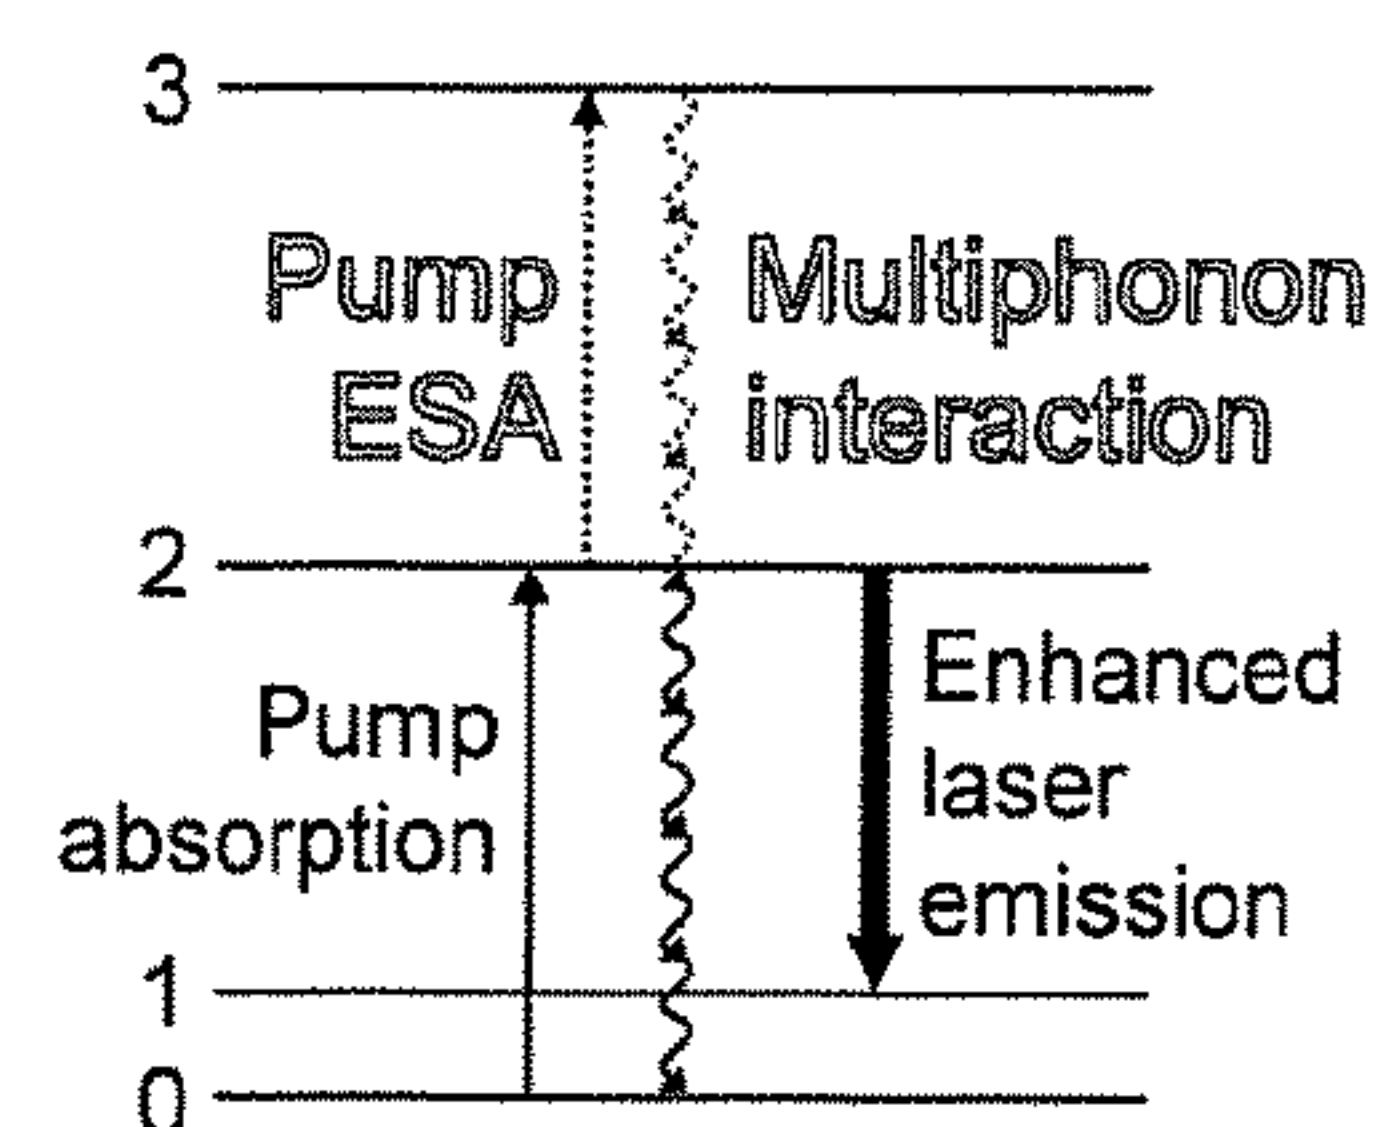 3
Pump
ESA
Multiphonon
interaction
2
Pump
absorption
Enhanced
laser
emission
1
0